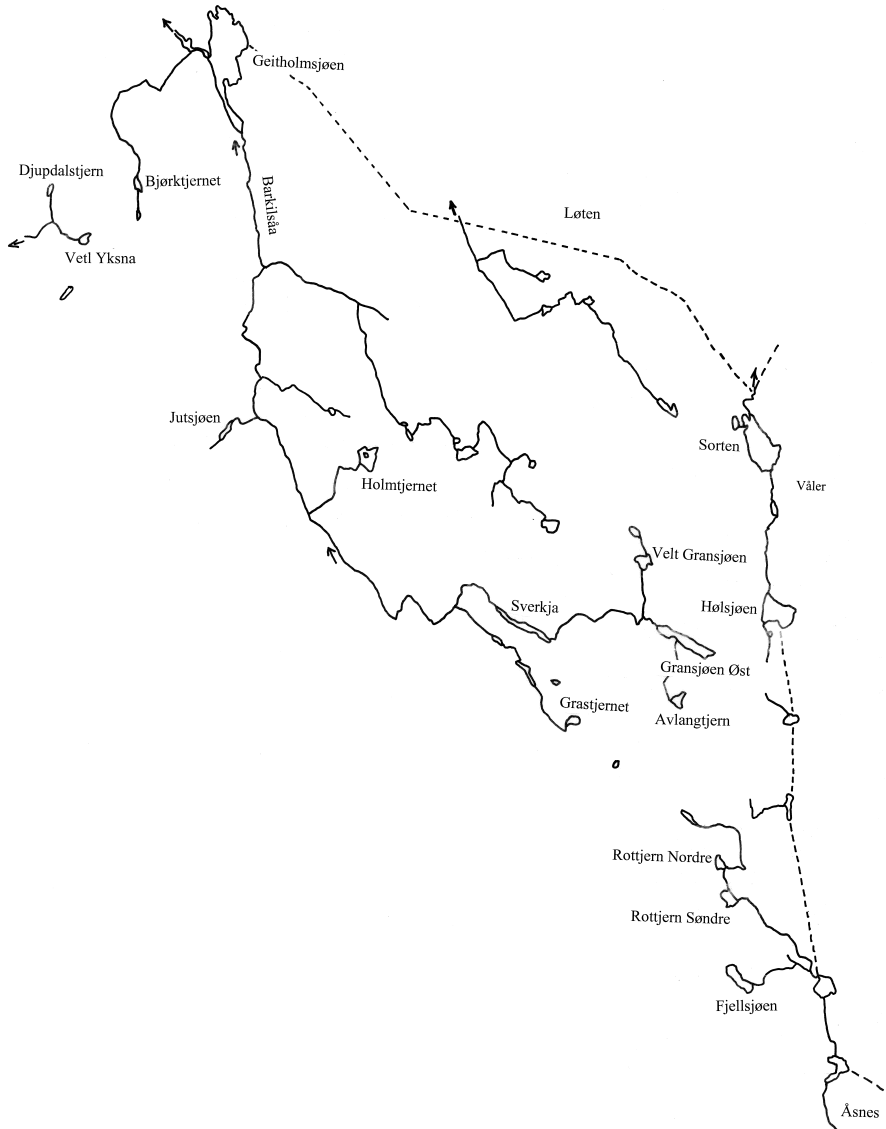 Geitholmsjøen
Djupdalstjern
Bjørktjernet
Barkilsåa
Løten
Vetl Yksna
Jutsjøen
Sorten
Holmtjernet
Våler
Velt Gransjøen
Sverkja
Hølsjøen
Gransjøen Øst
Grastjernet
Avlangtjern
Rottjern Nordre
Rottjern Søndre
Fjellsjøen
Åsnes